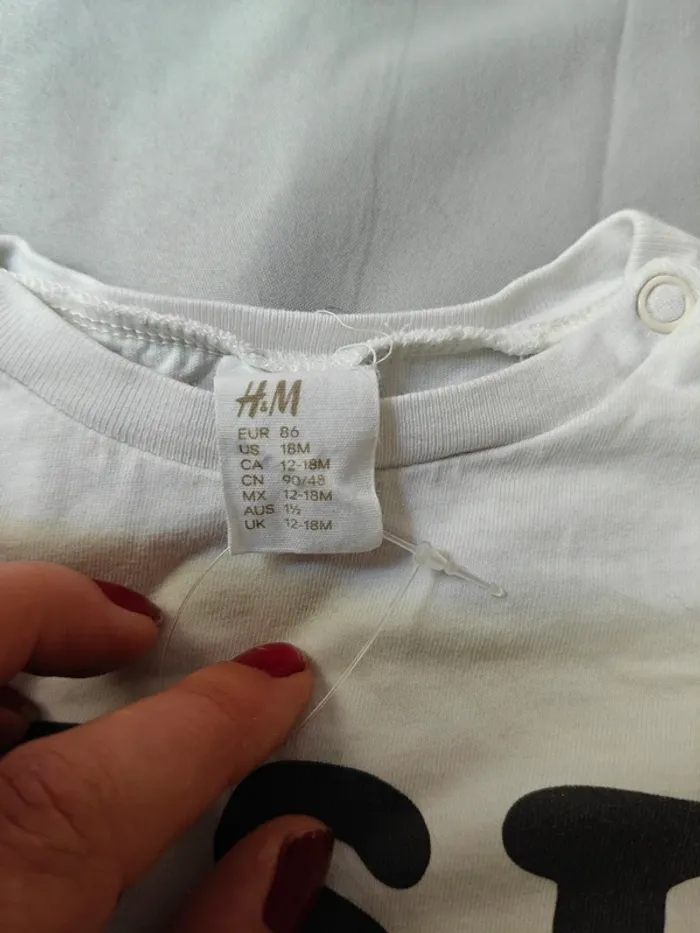 H&M
EUR 86
US 18M
CA 12-18M
CN 90/48
MX 12-18M
AUS 1½
UK 12-18M